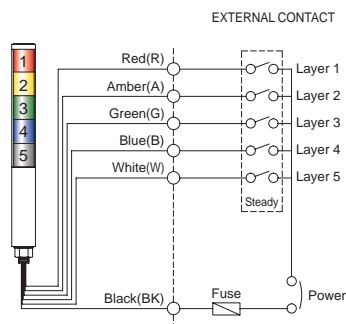 EXTERNAL CONTACT
Red(R)
Layer 1
Amber(A)
Layer 2
Green(G)
Layer 3
Blue(B)
Layer 4
White(W)
Layer 5
Steady
1
2
3
4
5
Black(BK)
Fuse
Power